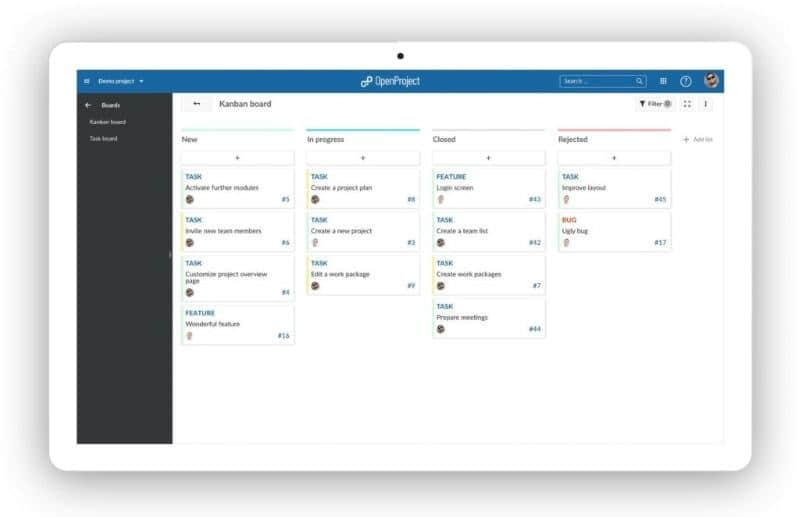 Demo project
OpenProject
Search ...
?
Boards
Kanban board
Task board
Kanban board
Filter 0
New
In progress
Closed
Rejected
+ Add list
+
+
+
+
TASK
Activate further modules
#5
TASK
Invite new team members
#6
TASK
Customize project overview
page
#4
FEATURE
Wonderful feature
#16
TASK
Create a project plan
#8
TASK
Create a new project
#3
TASK
Edit a work package
#9
FEATURE
Login screen
#43
TASK
Create a team list
#42
TASK
Create work packages
#7
TASK
Prepare meetings
#44
TASK
Improve layout
#45
BUG
Ugly bug
#17